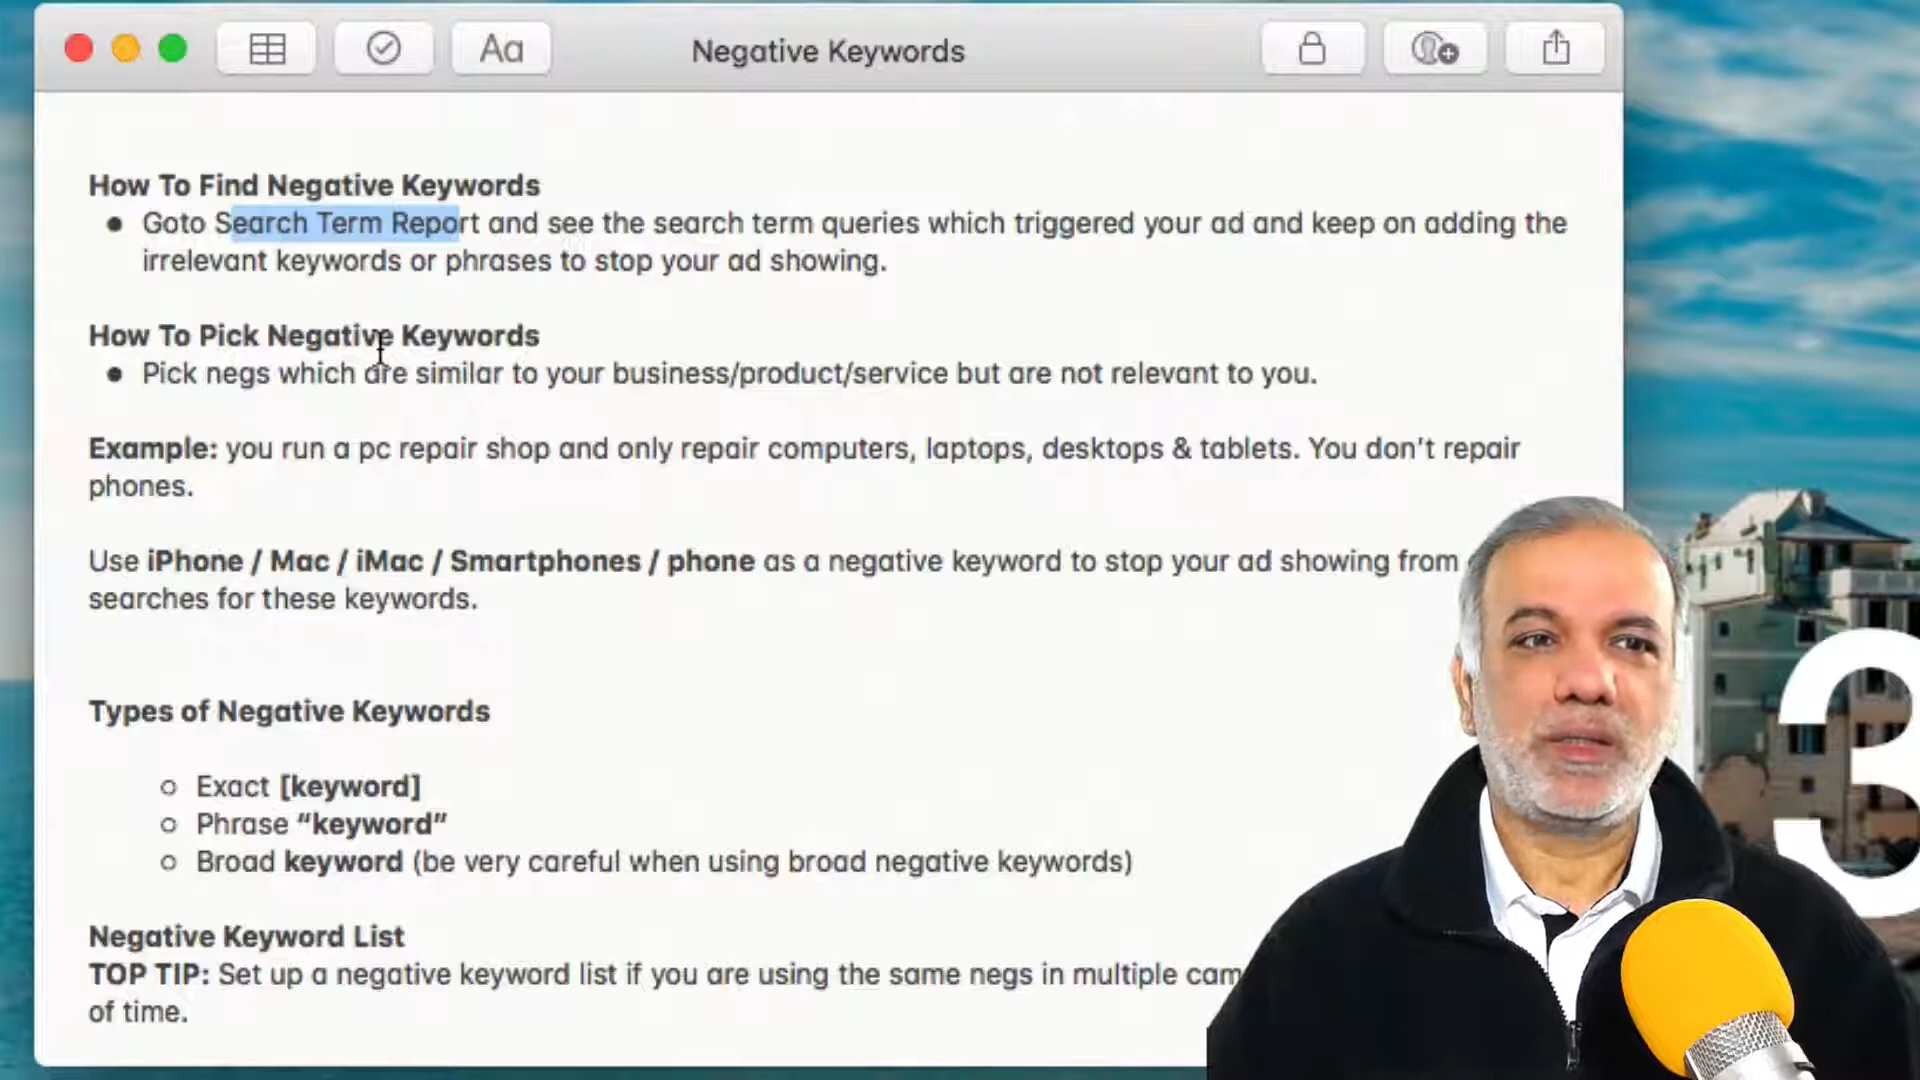 Aa
Negative Keywords
How To Find Negative Keywords
● Goto Search Term Report and see the search term queries which triggered your ad and keep on adding the
irrelevant keywords or phrases to stop your ad showing.
How To Pick Negative Keywords
● Pick negs which are similar to your business/product/service but are not relevant to you.
Example: you run a pc repair shop and only repair computers, laptops, desktops & tablets. You don't repair
phones.
Use iPhone / Mac / iMac / Smartphones / phone as a negative keyword to stop your ad showing from
searches for these keywords.
Types of Negative Keywords
○ Exact [keyword]
○ Phrase “keyword”
○ Broad keyword (be very careful when using broad negative keywords)
Negative Keyword List
TOP TIP: Set up a negative keyword list if you are using the same negs in multiple
of time.
3